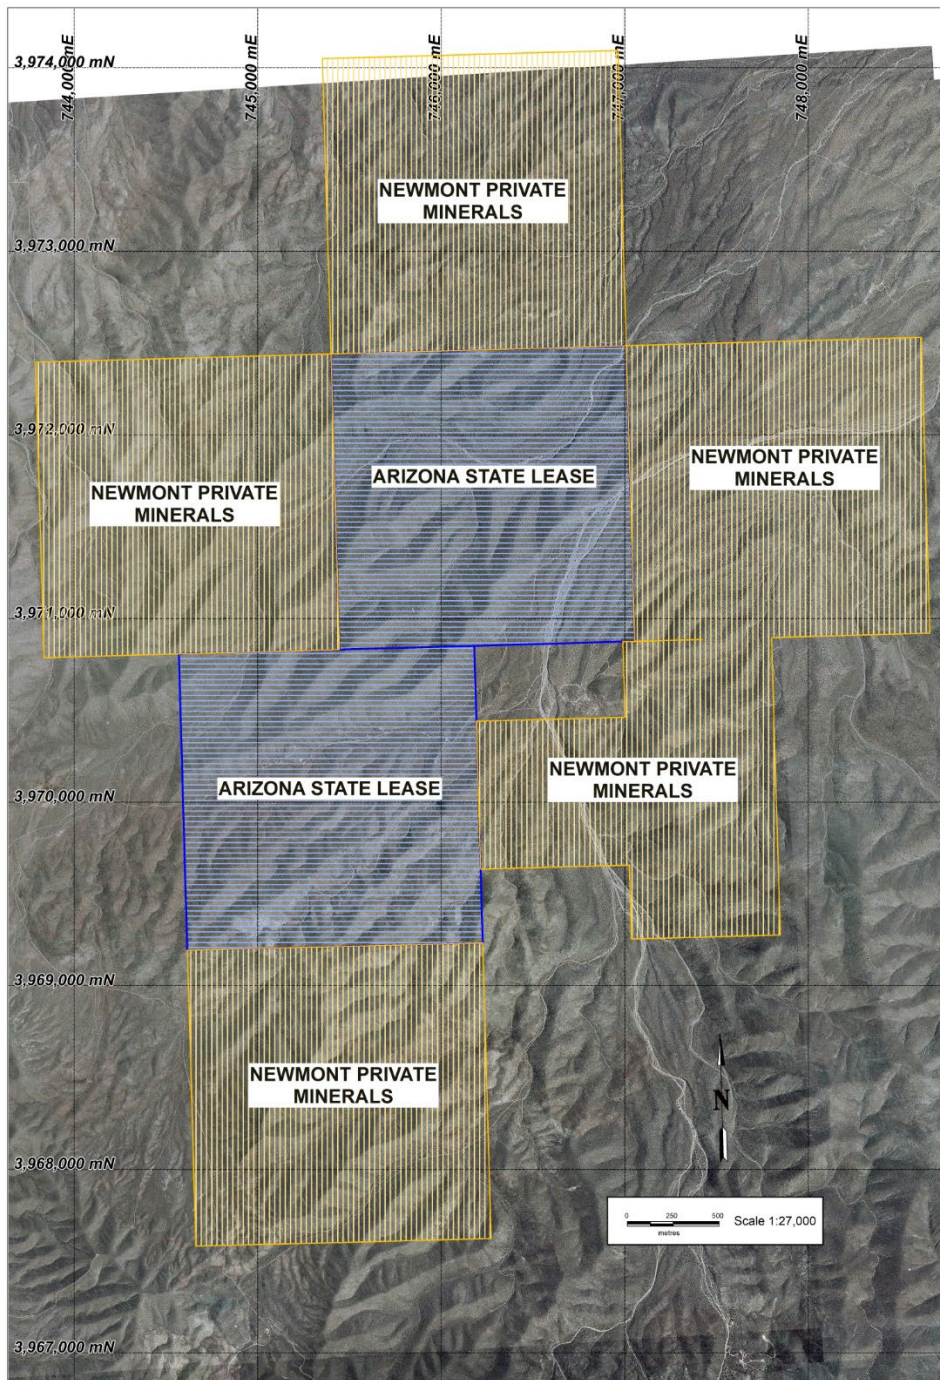 744,000 mE
745,000 mE
746,000 mE
747,000 mE
748,000 mE
3,974,000 mN
NEWMONT PRIVATE
MINERALS
3,973,000 mN
3,972,000 mN
NEWMONT PRIVATE
MINERALS
ARIZONA STATE LEASE
NEWMONT PRIVATE
MINERALS
3,971,000 mN
ARIZONA STATE LEASE
NEWMONT PRIVATE
MINERALS
3,970,000 mN
3,969,000 mN
NEWMONT PRIVATE
MINERALS
N
3,968,000 mN
0 250 500
metres
Scale 1:27,000
3,967,000 mN